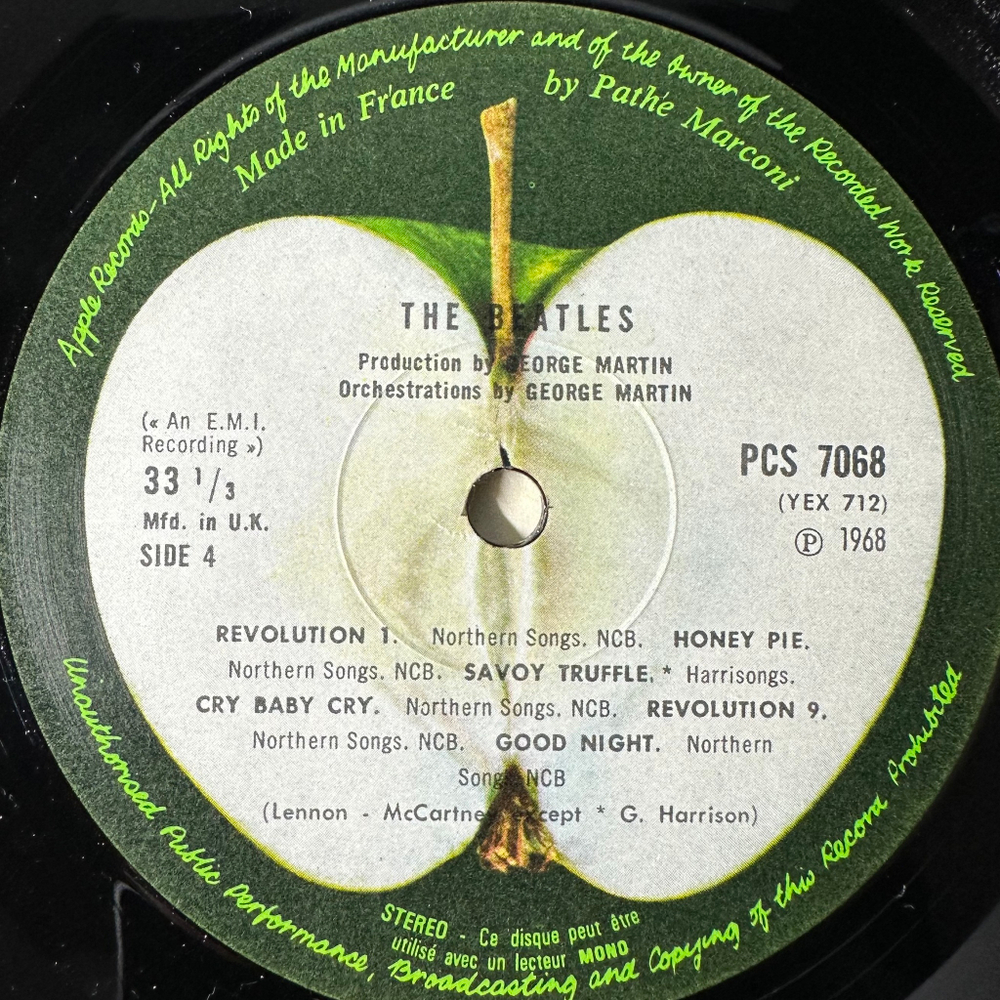 Apple Records - All Rights of the Manufacturer and of the Owner of the Recorded Work Reserved
Made in France by Pathé Marconi
THE BEATLES
Production by GEORGE MARTIN
Orchestrations by GEORGE MARTIN
(« An E.M.I.
Recording »)
33 1/3
Mfd. in U.K.
SIDE 4
PCS 7068
(YEX 712)
℗ 1968
REVOLUTION 1. Northern Songs. NCB. HONEY PIE.
Northern Songs. NCB. SAVOY TRUFFLE. * Harrisongs.
CRY BABY CRY. Northern Songs. NCB. REVOLUTION 9.
Northern Songs. NCB. GOOD NIGHT. Northern
Songs NCB
(Lennon - McCartney except * G. Harrison)
STEREO - Ce disque peut être
utilisé avec un lecteur MONO
Unauthorised Public Performance, Broadcasting and Copying of this Record Prohibited